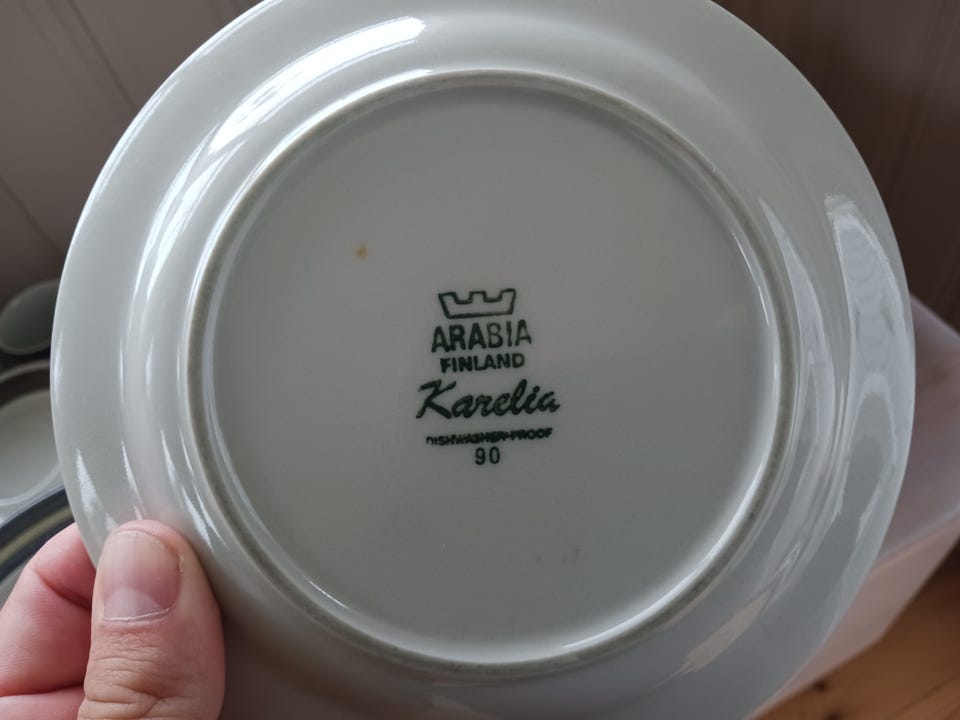 ARABIA
FINLAND
Karelia
DISHWASHER-PROOF
90